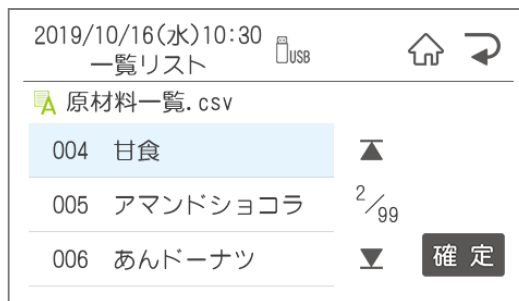 2019/10/16(水)10:30
USB
一覧リスト
原材料一覧.csv
004 甘食
005 アマンドショコラ
2/99
006 あんドーナツ
確定